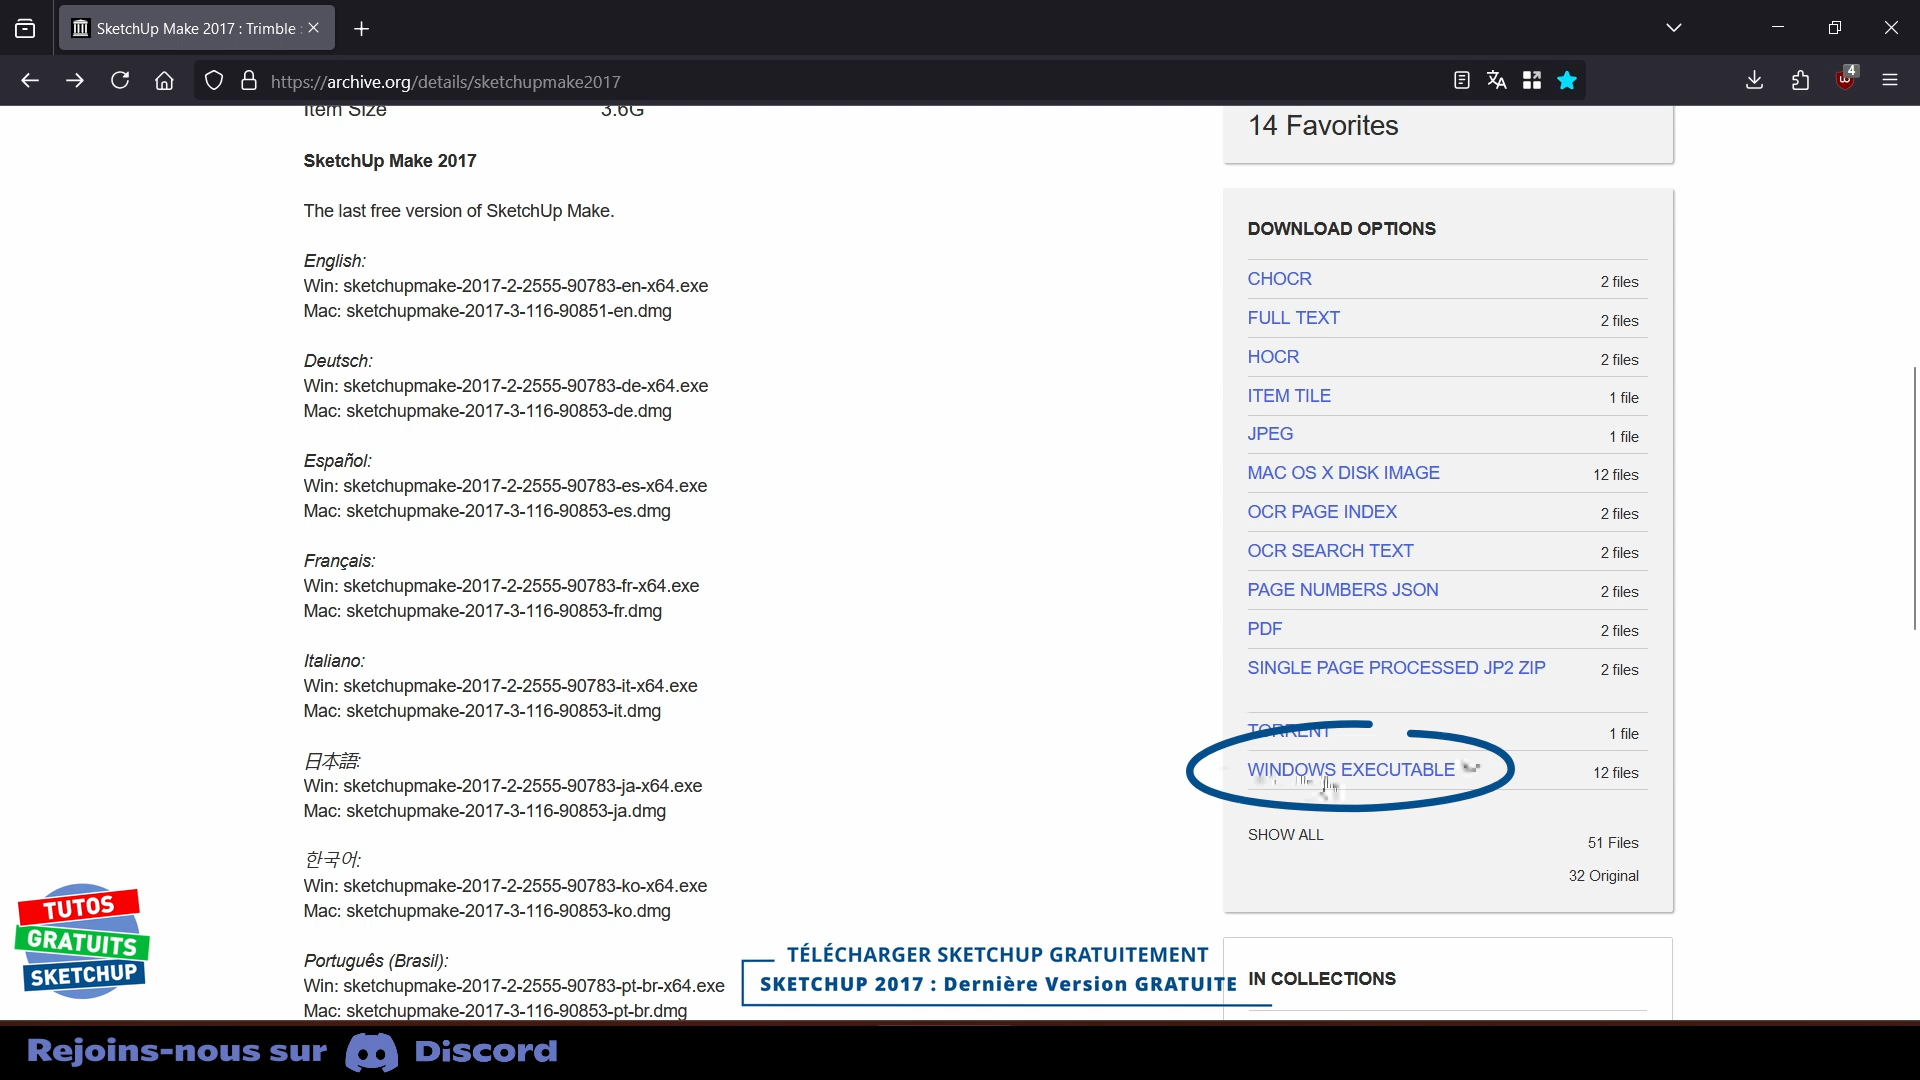 SketchUp Make 2017 : Trimble :
https://archive.org/details/sketchupmake2017
4
Item Size 3.6G
SketchUp Make 2017
The last free version of SketchUp Make.
English:
Win: sketchupmake-2017-2-2555-90783-en-x64.exe
Mac: sketchupmake-2017-3-116-90851-en.dmg
Deutsch:
Win: sketchupmake-2017-2-2555-90783-de-x64.exe
Mac: sketchupmake-2017-3-116-90853-de.dmg
Español:
Win: sketchupmake-2017-2-2555-90783-es-x64.exe
Mac: sketchupmake-2017-3-116-90853-es.dmg
Français:
Win: sketchupmake-2017-2-2555-90783-fr-x64.exe
Mac: sketchupmake-2017-3-116-90853-fr.dmg
Italiano:
Win: sketchupmake-2017-2-2555-90783-it-x64.exe
Mac: sketchupmake-2017-3-116-90853-it.dmg
日本語:
Win: sketchupmake-2017-2-2555-90783-ja-x64.exe
Mac: sketchupmake-2017-3-116-90853-ja.dmg
한국어:
Win: sketchupmake-2017-2-2555-90783-ko-x64.exe
Mac: sketchupmake-2017-3-116-90853-ko.dmg
Português (Brasil):
Win: sketchupmake-2017-2-2555-90783-pt-br-x64.exe
Mac: sketchupmake-2017-3-116-90853-pt-br.dmg
14 Favorites
DOWNLOAD OPTIONS
CHOCR 2 files
FULL TEXT 2 files
HOCR 2 files
ITEM TILE 1 file
JPEG 1 file
MAC OS X DISK IMAGE 12 files
OCR PAGE INDEX 2 files
OCR SEARCH TEXT 2 files
PAGE NUMBERS JSON 2 files
PDF 2 files
SINGLE PAGE PROCESSED JP2 ZIP 2 files
TORRENT 1 file
WINDOWS EXECUTABLE 12 files
SHOW ALL 51 Files
32 Original
IN COLLECTIONS
TUTOS
GRATUITS
SKETCHUP
TÉLÉCHARGER SKETCHUP GRATUITEMENT
SKETCHUP 2017 : Dernière Version GRATUITE
Rejoins-nous sur Discord